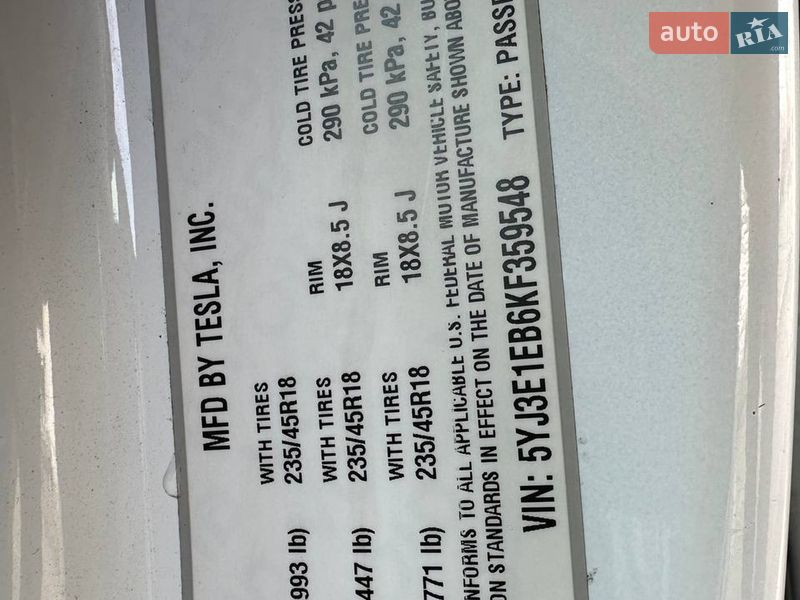 MFD BY TESLA, INC.
993 lb) WITH TIRES RIM COLD TIRE PRESS
235/45R18 18X8.5 J 290 kPa, 42
447 lb) WITH TIRES RIM COLD TIRE PRE
235/45R18 18X8.5 J 290 kPa, 42
771 lb) WITH TIRES
235/45R18
NFORMS TO ALL APPLICABLE U.S. FEDERAL MOTOR VEHICLE SAFETY, BU
ON STANDARDS IN EFFECT ON THE DATE OF MANUFACTURE SHOWN ABO
VIN: 5YJ3E1EB6KF359548 TYPE: PASSE
auto RIA .com